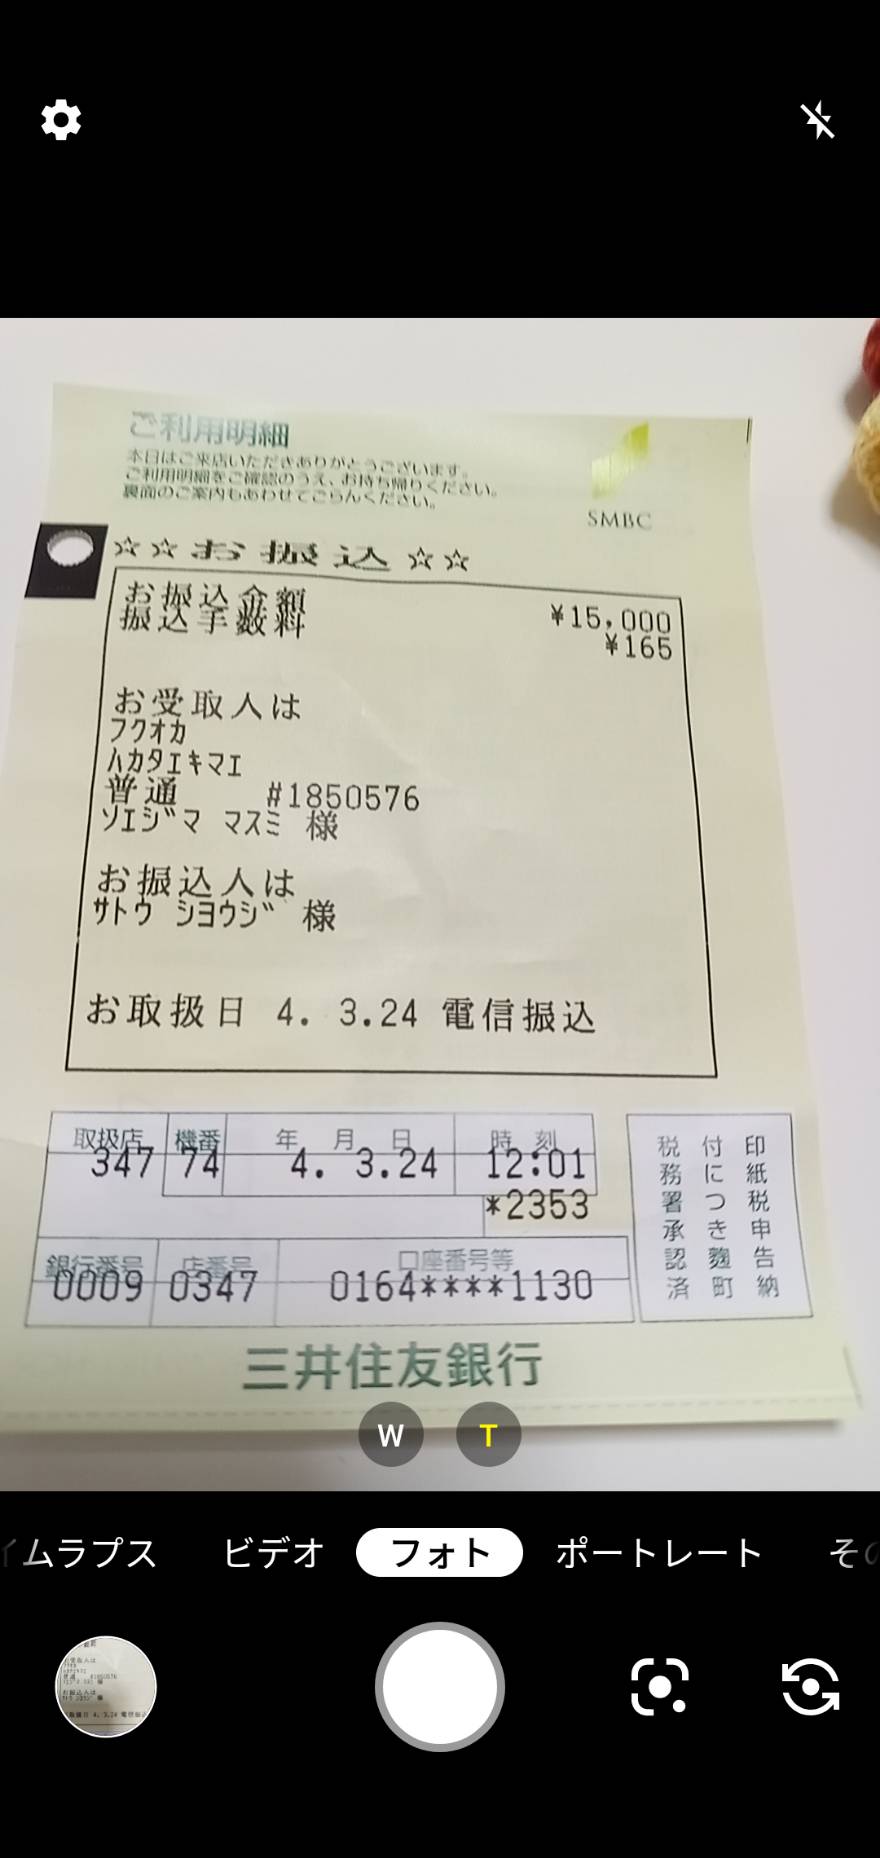 ご利用明細
本日はご来店いただきありがとうございます。
ご利用明細をご確認のうえ、お持ち帰りください。
裏面のご案内もあわせてごらんください。
SMBC
☆☆お振込☆☆
お振込金額 ¥15,000
振込手数料 ¥165
お受取人は
フクオカ
ハカタエキマエ
普通 #1850576
ソエジマ マスミ 様
お振込人は
サトウ シヨウジ 様
お取扱日 4. 3.24 電信振込
取扱店 機番 年 月 日 時 刻
347 74 4. 3.24 12:01
*2353
銀行番号 店番号 口座番号等
0009 0347 0164****1130
印紙税申告納
付につき麹町
税務署承認済
三井住友銀行
W T
イムラプス ビデオ フォト ポートレート その